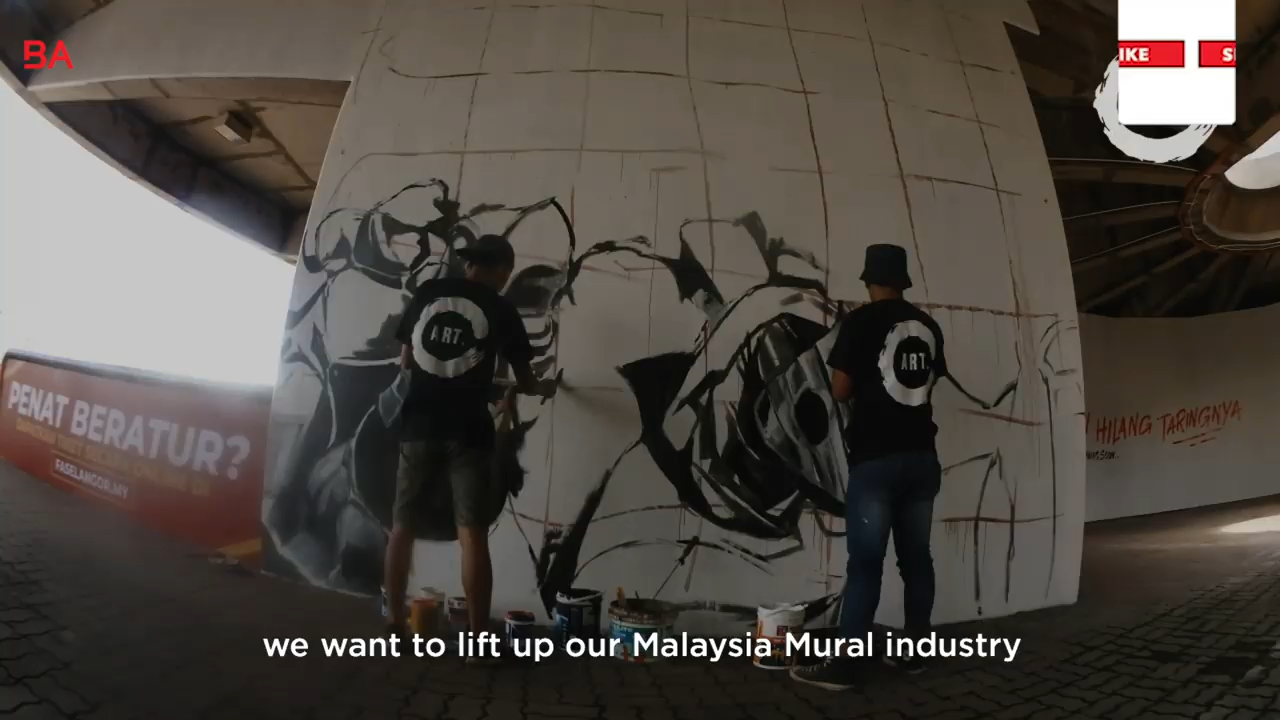 BA
IKE
S
ART.
ART.
PENAT BERATUR?
FASELANGOR.MY
HILANG TARINGNYA
we want to lift up our Malaysia Mural industry